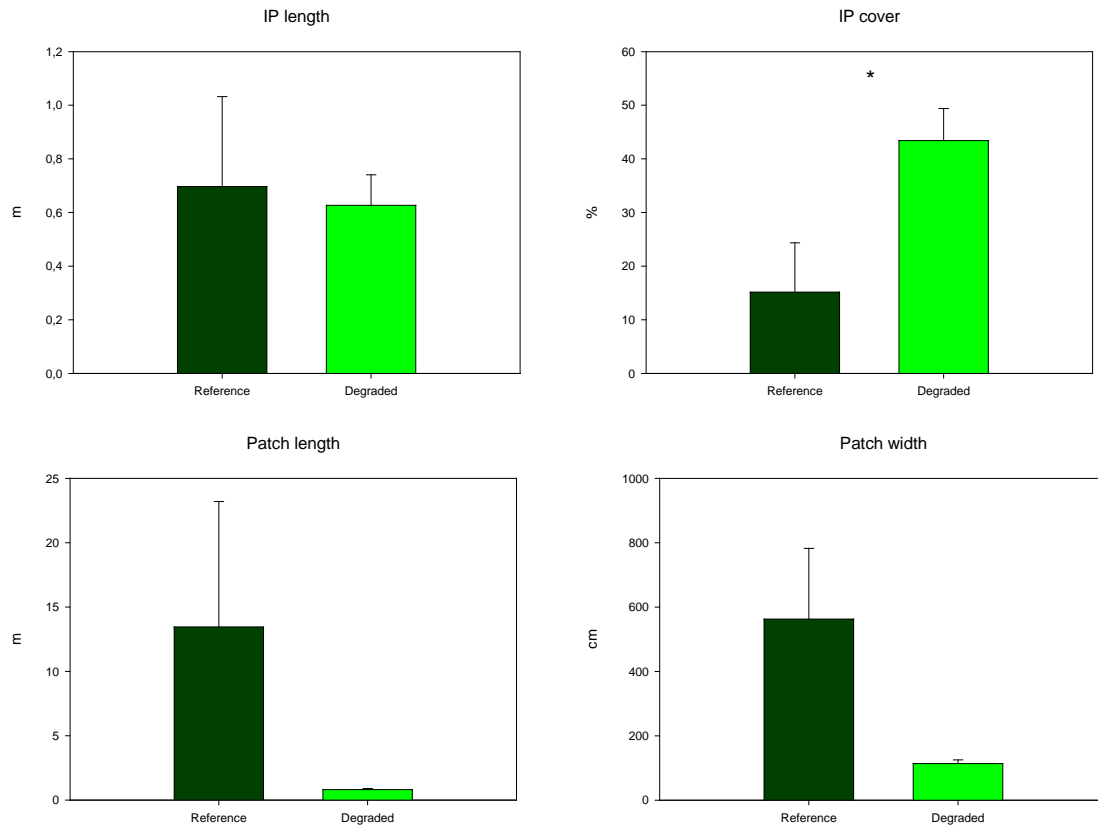 IP length
1,2
1,0
0,8
0,6
0,4
0,2
0,0
m
Reference Degraded
IP cover
60
50
40
30
20
10
0
%
*
Reference Degraded
Patch length
25
20
15
10
5
0
m
Reference Degraded
Patch width
1000
800
600
400
200
0
cm
Reference Degraded